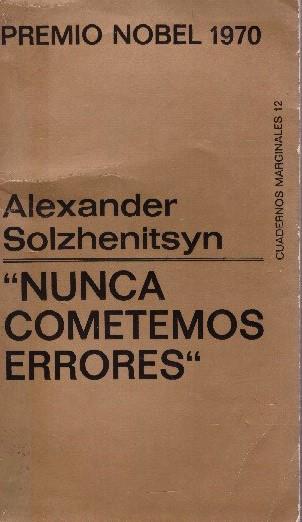 PREMIO NOBEL 1970
CUADERNOS MARGINALES 12
Alexander
Solzhenitsyn
“NUNCA
COMETEMOS
ERRORES“